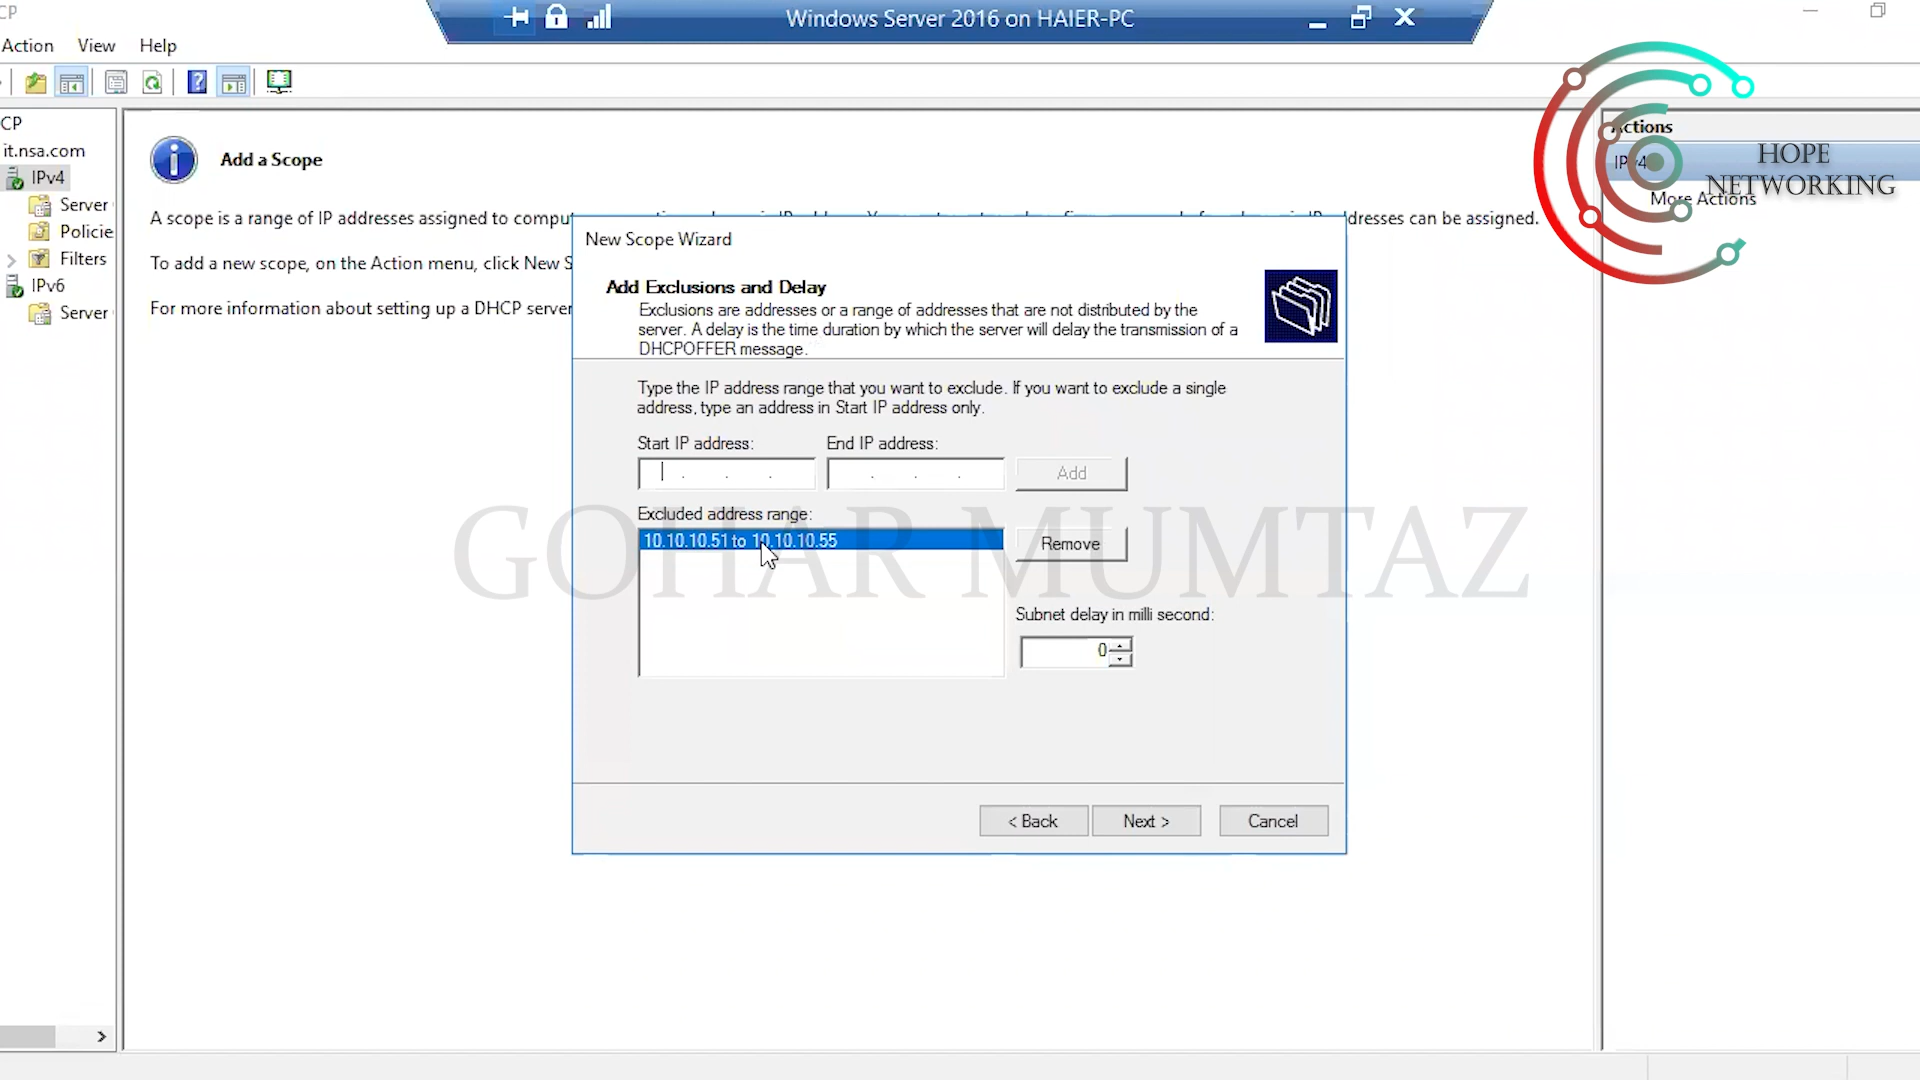 CP
Windows Server 2016 on HAIER-PC
Action View Help
CP
it.nsa.com
IPv4
Server
Policie
Filters
IPv6
Server
Add a Scope
A scope is a range of IP addresses assigned to comput
dresses can be assigned.
To add a new scope, on the Action menu, click New S
For more information about setting up a DHCP server
New Scope Wizard
Add Exclusions and Delay
Exclusions are addresses or a range of addresses that are not distributed by the
server. A delay is the time duration by which the server will delay the transmission of a
DHCPOFFER message.
Type the IP address range that you want to exclude. If you want to exclude a single
address, type an address in Start IP address only.
Start IP address: End IP address:
Add
Excluded address range:
10.10.10.51 to 10.10.10.55
Remove
Subnet delay in milli second:
0
< Back Next > Cancel
Actions
IPv4
More Actions
HOPE
NETWORKING
GOHAR MUMTAZ